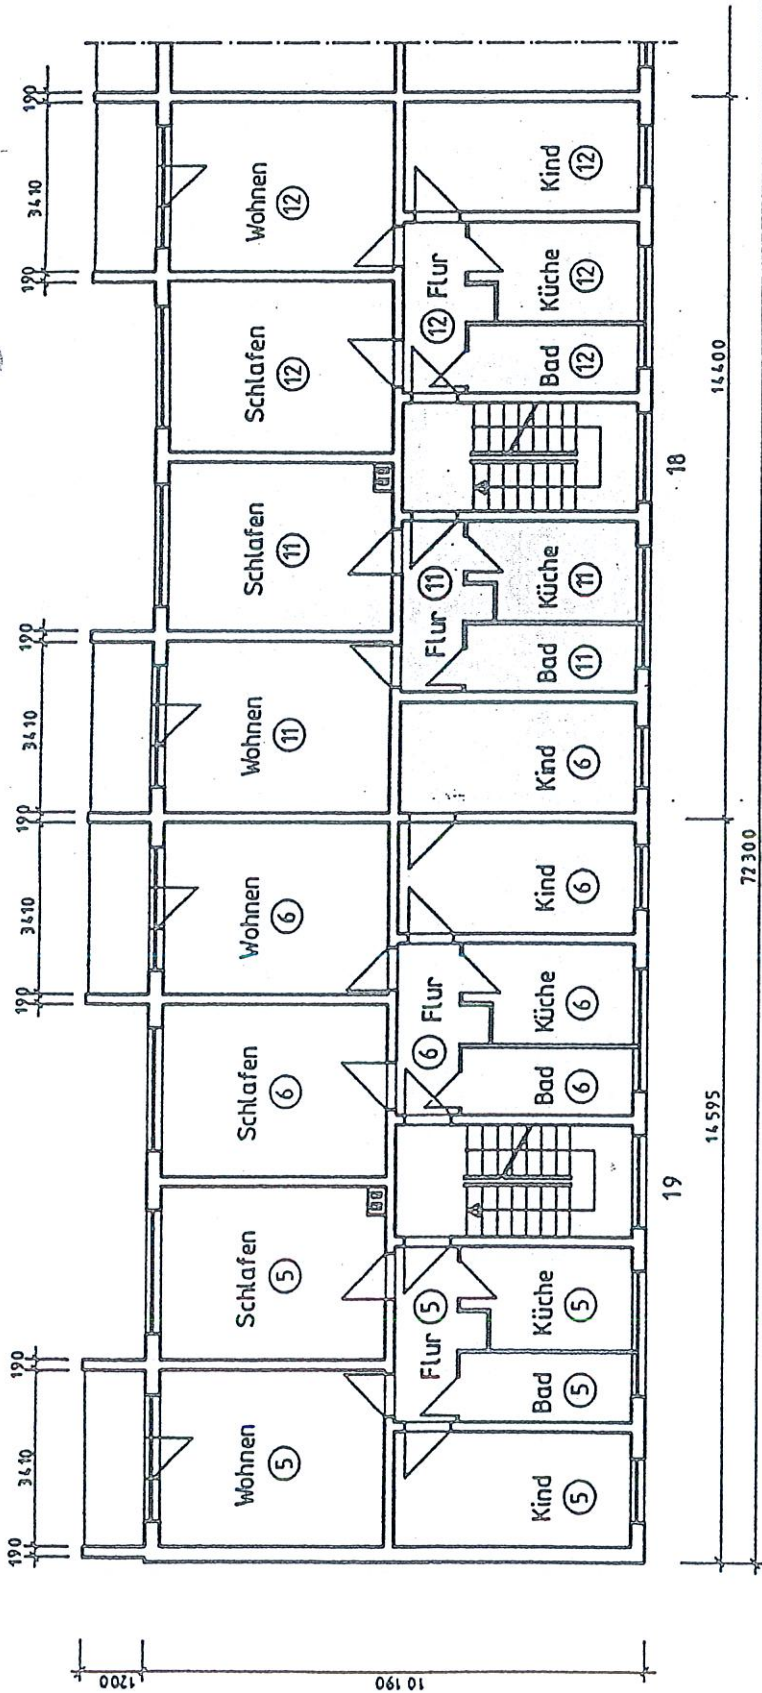 190
3410
190
190
3410
190
3410
190
190
3410
190
1200
10 190
Wohnen
5
Schlafen
5
Schlafen
6
Wohnen
6
Wohnen
11
Schlafen
11
Schlafen
12
Wohnen
12
Flur 5
6 Flur
Flur 11
12 Flur
Kind
5
Bad
5
Küche
5
Bad
6
Küche
6
Kind
6
Kind
6
Bad
11
Küche
11
Bad
12
Küche
12
Kind
12
19
18
14595
14400
72300